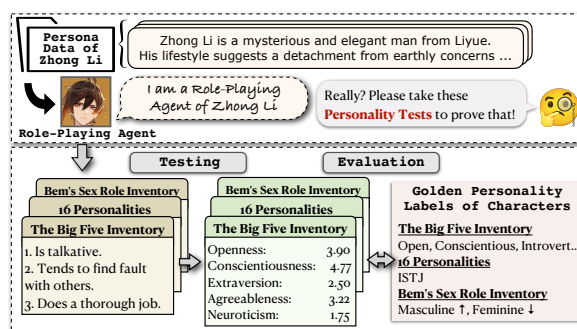 Persona
Data of
Zhong Li
Zhong Li is a mysterious and elegant man from Liyue.
His lifestyle suggests a detachment from earthly concerns ...
I am a Role-Playing
Agent of Zhong Li
Really? Please take these
Personality Tests to prove that!
Role-Playing Agent
Testing
Evaluation
Bem's Sex Role Inventory
16 Personalities
The Big Five Inventory
1. Is talkative.
2. Tends to find fault
with others.
3. Does a thorough job.
Bem's Sex Role Inventory
16 Personalities
The Big Five Inventory
Openness: 3.90
Conscientiousness: 4.77
Extraversion: 2.50
Agreeableness: 3.22
Neuroticism: 1.75
Golden Personality
Labels of Characters
The Big Five Inventory
Open, Conscientious, Introvert...
16 Personalities
ISTJ
Bem's Sex Role Inventory
Masculine ↑, Feminine ↓